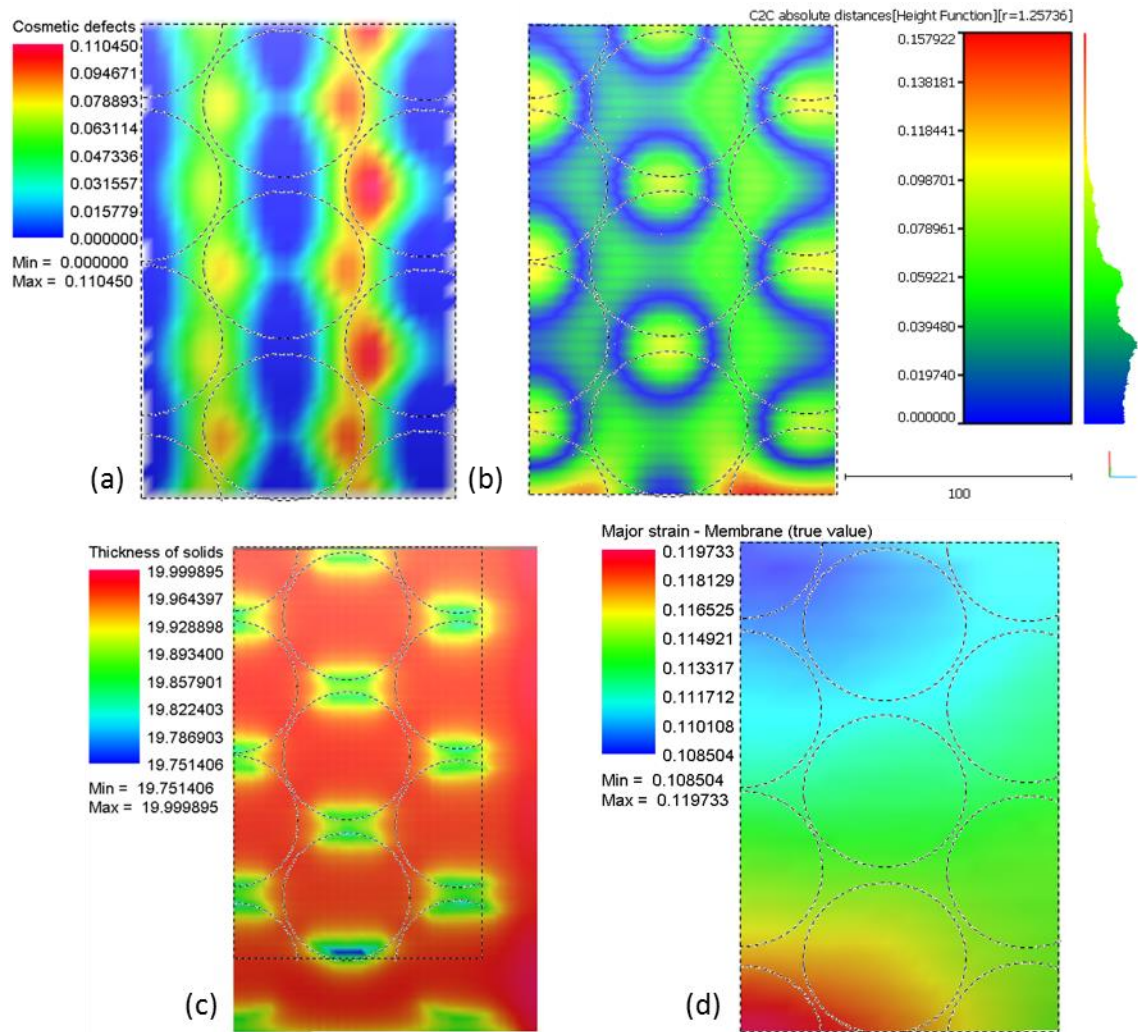 Cosmetic defects
0.110450
0.094671
0.078893
0.063114
0.047336
0.031557
0.015779
0.000000
Min = 0.000000
Max = 0.110450
(a)
C2C absolute distances[Height Function][r=1.25736]
0.157922
0.138181
0.118441
0.098701
0.078961
0.059221
0.039480
0.019740
0.000000
100
(b)
Thickness of solids
19.999895
19.964397
19.928898
19.893400
19.857901
19.822403
19.786903
19.751406
Min = 19.751406
Max = 19.999895
(c)
Major strain - Membrane (true value)
0.119733
0.118129
0.116525
0.114921
0.113317
0.111712
0.110108
0.108504
Min = 0.108504
Max = 0.119733
(d)